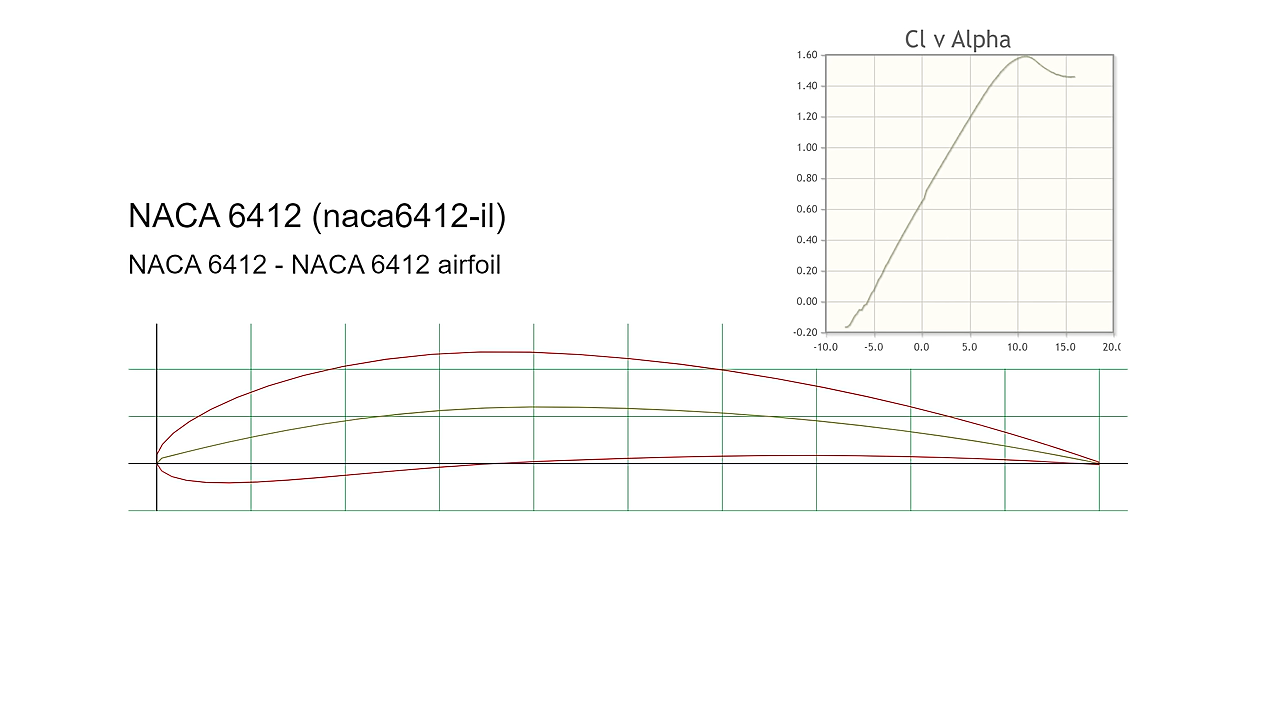 Cl v Alpha
1.60
1.40
1.20
1.00
0.80
0.60
0.40
0.20
0.00
-0.20
-10.0 -5.0 0.0 5.0 10.0 15.0 20.
NACA 6412 (naca6412-il)
NACA 6412 - NACA 6412 airfoil